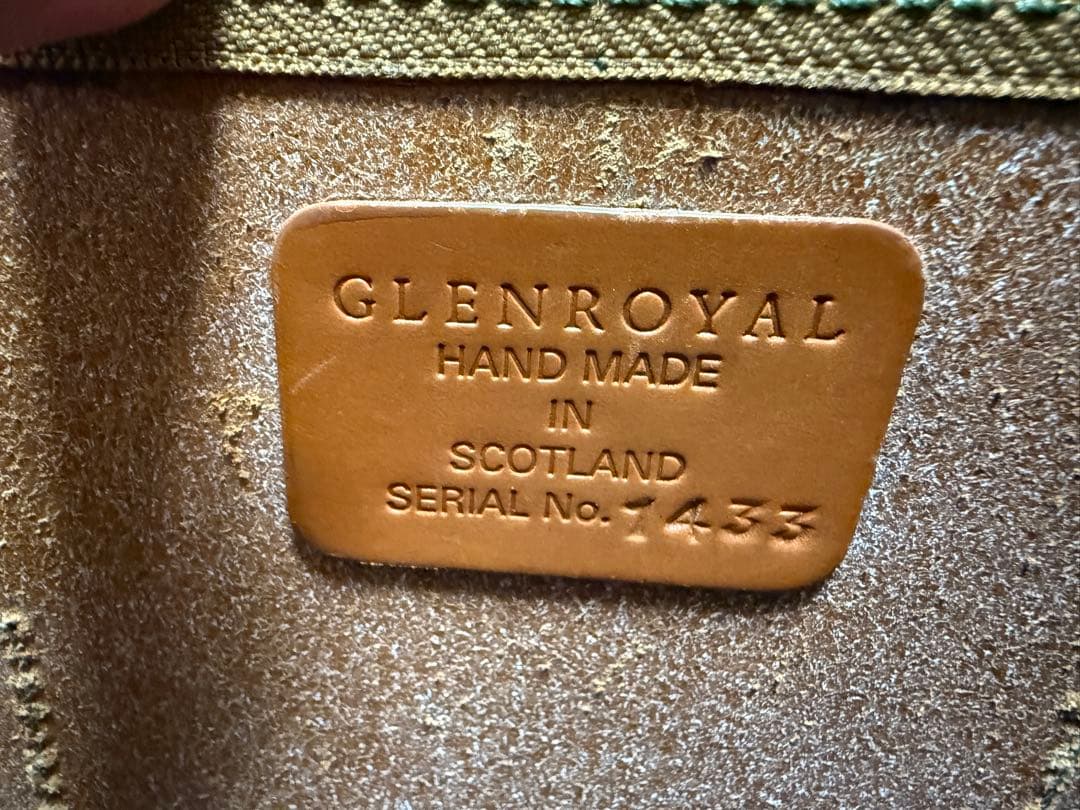 GLENROYAL
HAND MADE
IN
SCOTLAND
SERIAL No. 1433